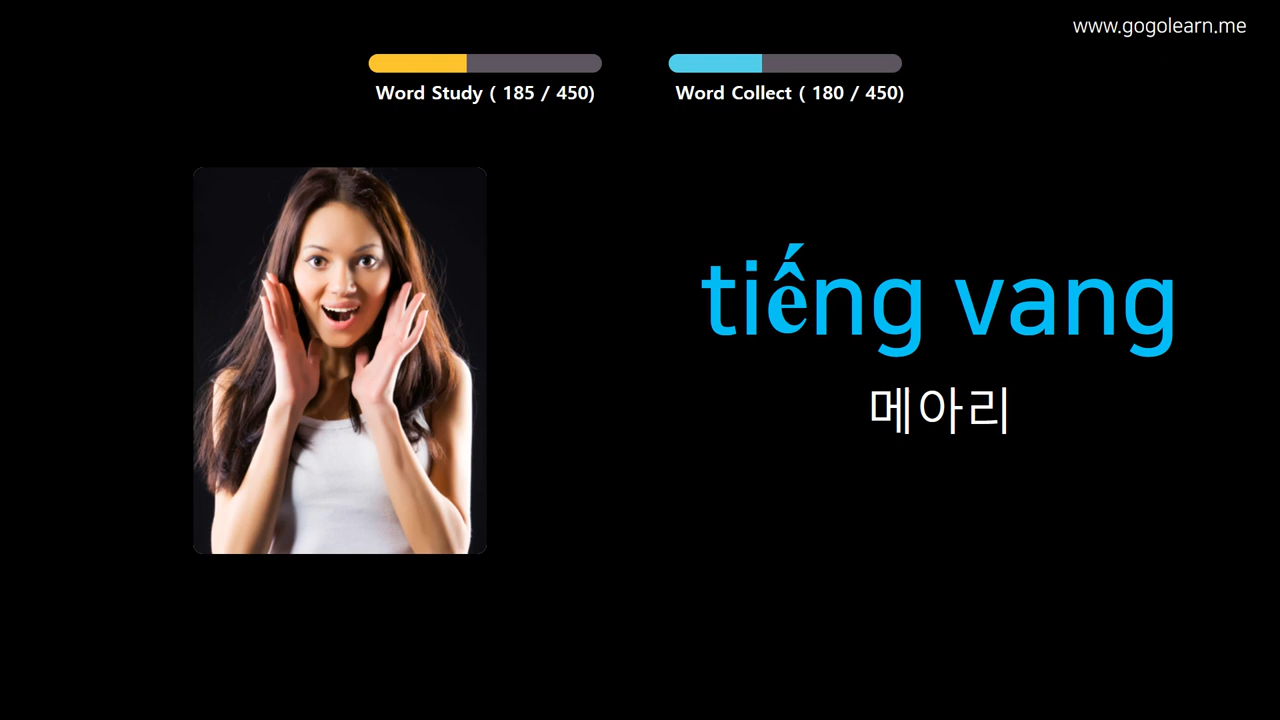 www.gogolearn.me
Word Study ( 185 / 450)
Word Collect ( 180 / 450)
tiếng vang
메아리